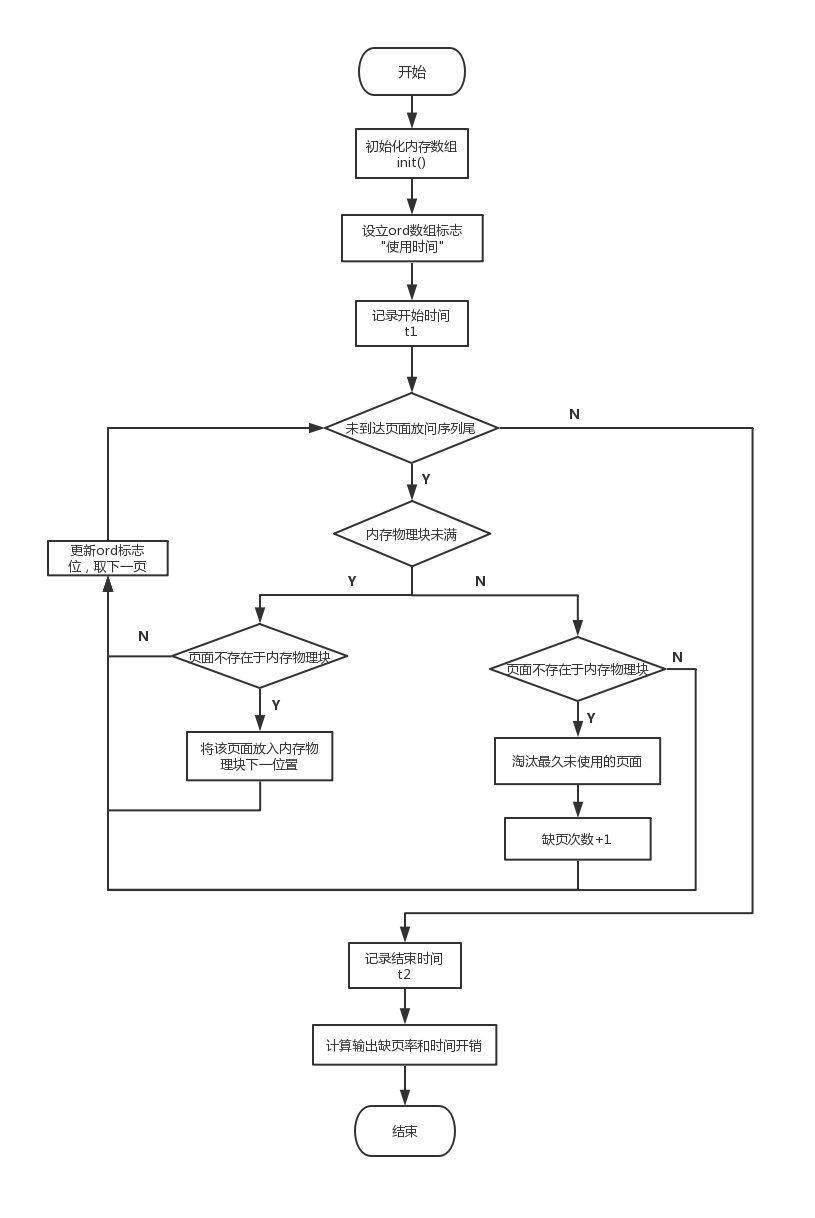 开始
初始化内存数组
init()
设立ord数组标志
"使用时间"
记录开始时间
t1
未到达页面放问序列尾
N
Y
内存物理块未满
更新ord标志
位，取下一页
Y
N
N
页面不存在于内存物理块
页面不存在于内存物理块
N
Y
Y
将该页面放入内存物
理块下一位置
淘汰最久未使用的页面
缺页次数+1
记录结束时间
t2
计算输出缺页率和时间开销
结束